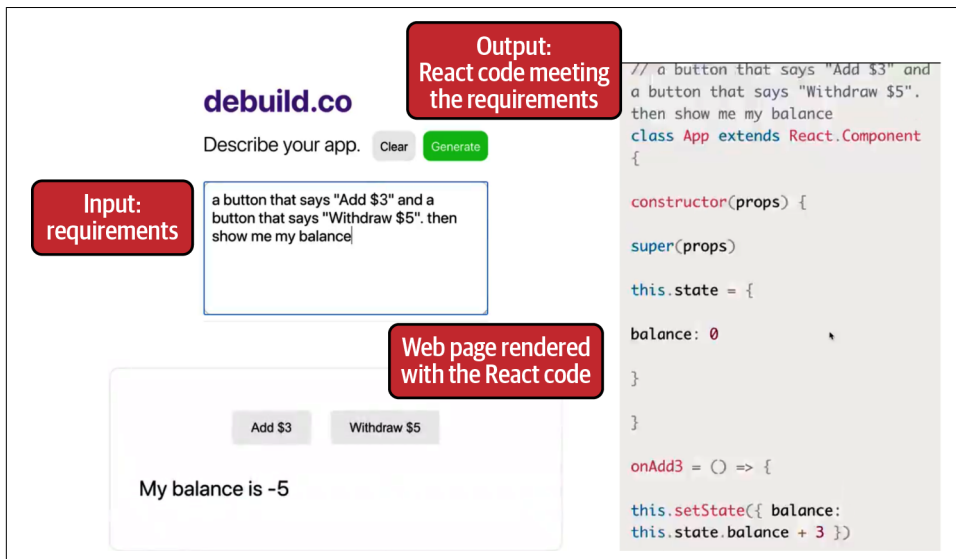 Output:
React code meeting
the requirements
debuild.co
Describe your app. Clear Generate
Input:
requirements
a button that says "Add $3" and a
button that says "Withdraw $5". then
show me my balance
Web page rendered
with the React code
Add $3 Withdraw $5
My balance is -5
// a button that says "Add $3" and
a button that says "Withdraw $5".
then show me my balance
class App extends React.Component
{
constructor(props) {
super(props)
this.state = {
balance: 0
}
}
onAdd3 = () => {
this.setState({ balance:
this.state.balance + 3 })